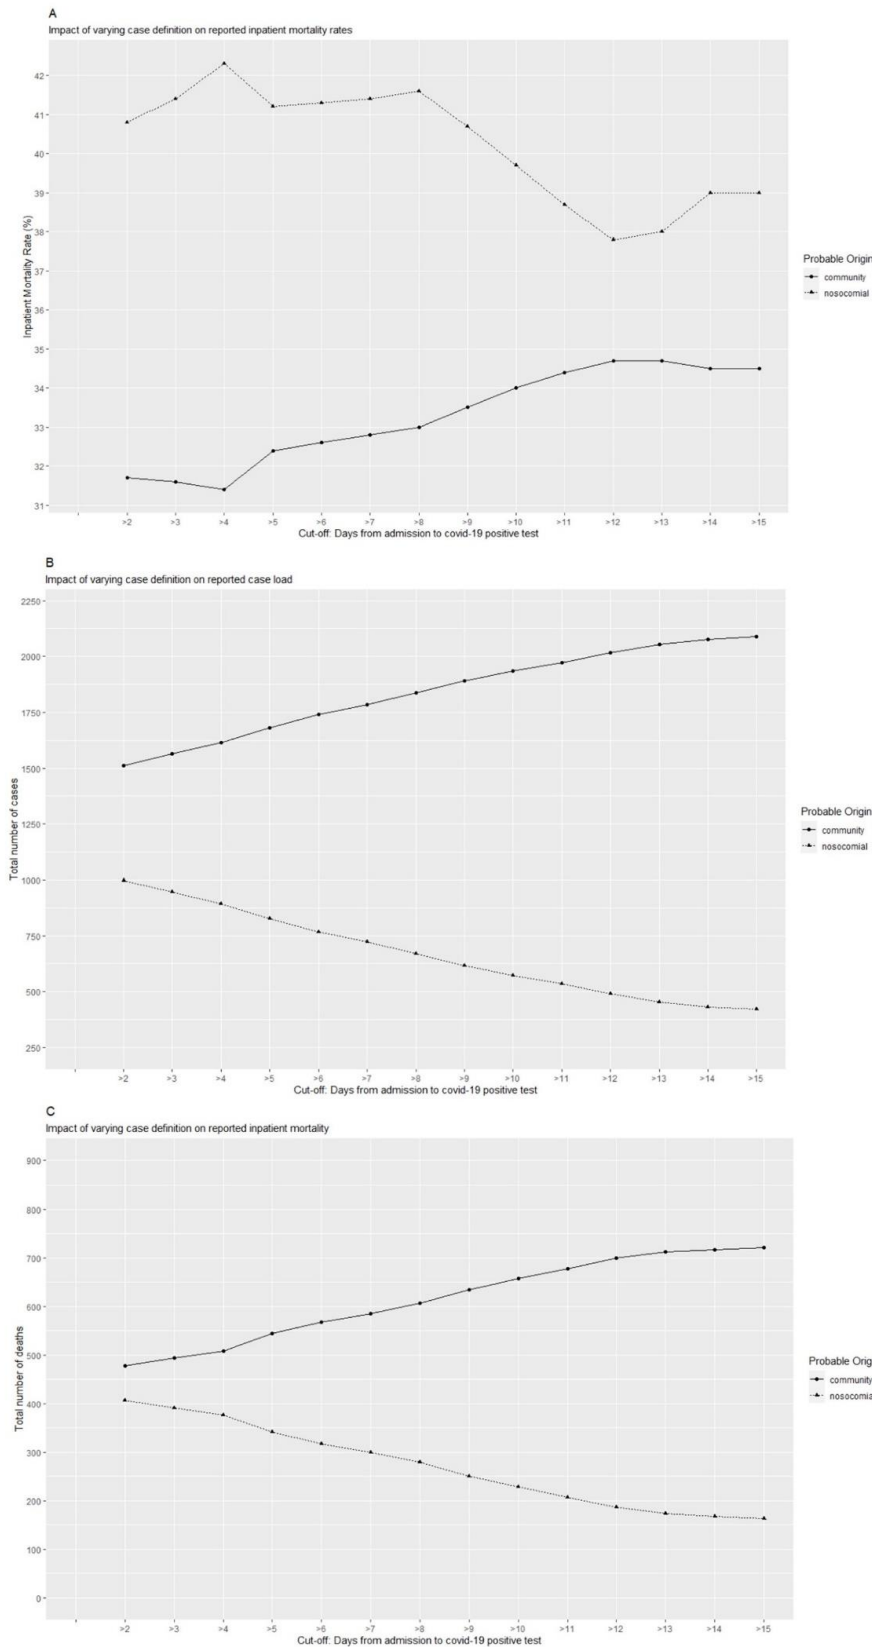 A
Impact of varying case definition on reported inpatient mortality rates
42
41
40
39
38
37
36
35
34
33
32
31
Inpatient Mortality Rate (%)
>2 >3 >4 >5 >6 >7 >8 >9 >10 >11 >12 >13 >14 >15
Cut-off: Days from admission to covid-19 positive test
Probable Origin
community
nosocomial
B
Impact of varying case definition on reported case load
2250
2000
1750
1500
1250
1000
750
500
250
Total number of cases
>2 >3 >4 >5 >6 >7 >8 >9 >10 >11 >12 >13 >14 >15
Cut-off: Days from admission to covid-19 positive test
Probable Origin
community
nosocomial
C
Impact of varying case definition on reported inpatient mortality
900
800
700
600
500
400
300
200
100
0
Total number of deaths
>2 >3 >4 >5 >6 >7 >8 >9 >10 >11 >12 >13 >14 >15
Cut-off: Days from admission to covid-19 positive test
Probable Orig
community
nosocomia